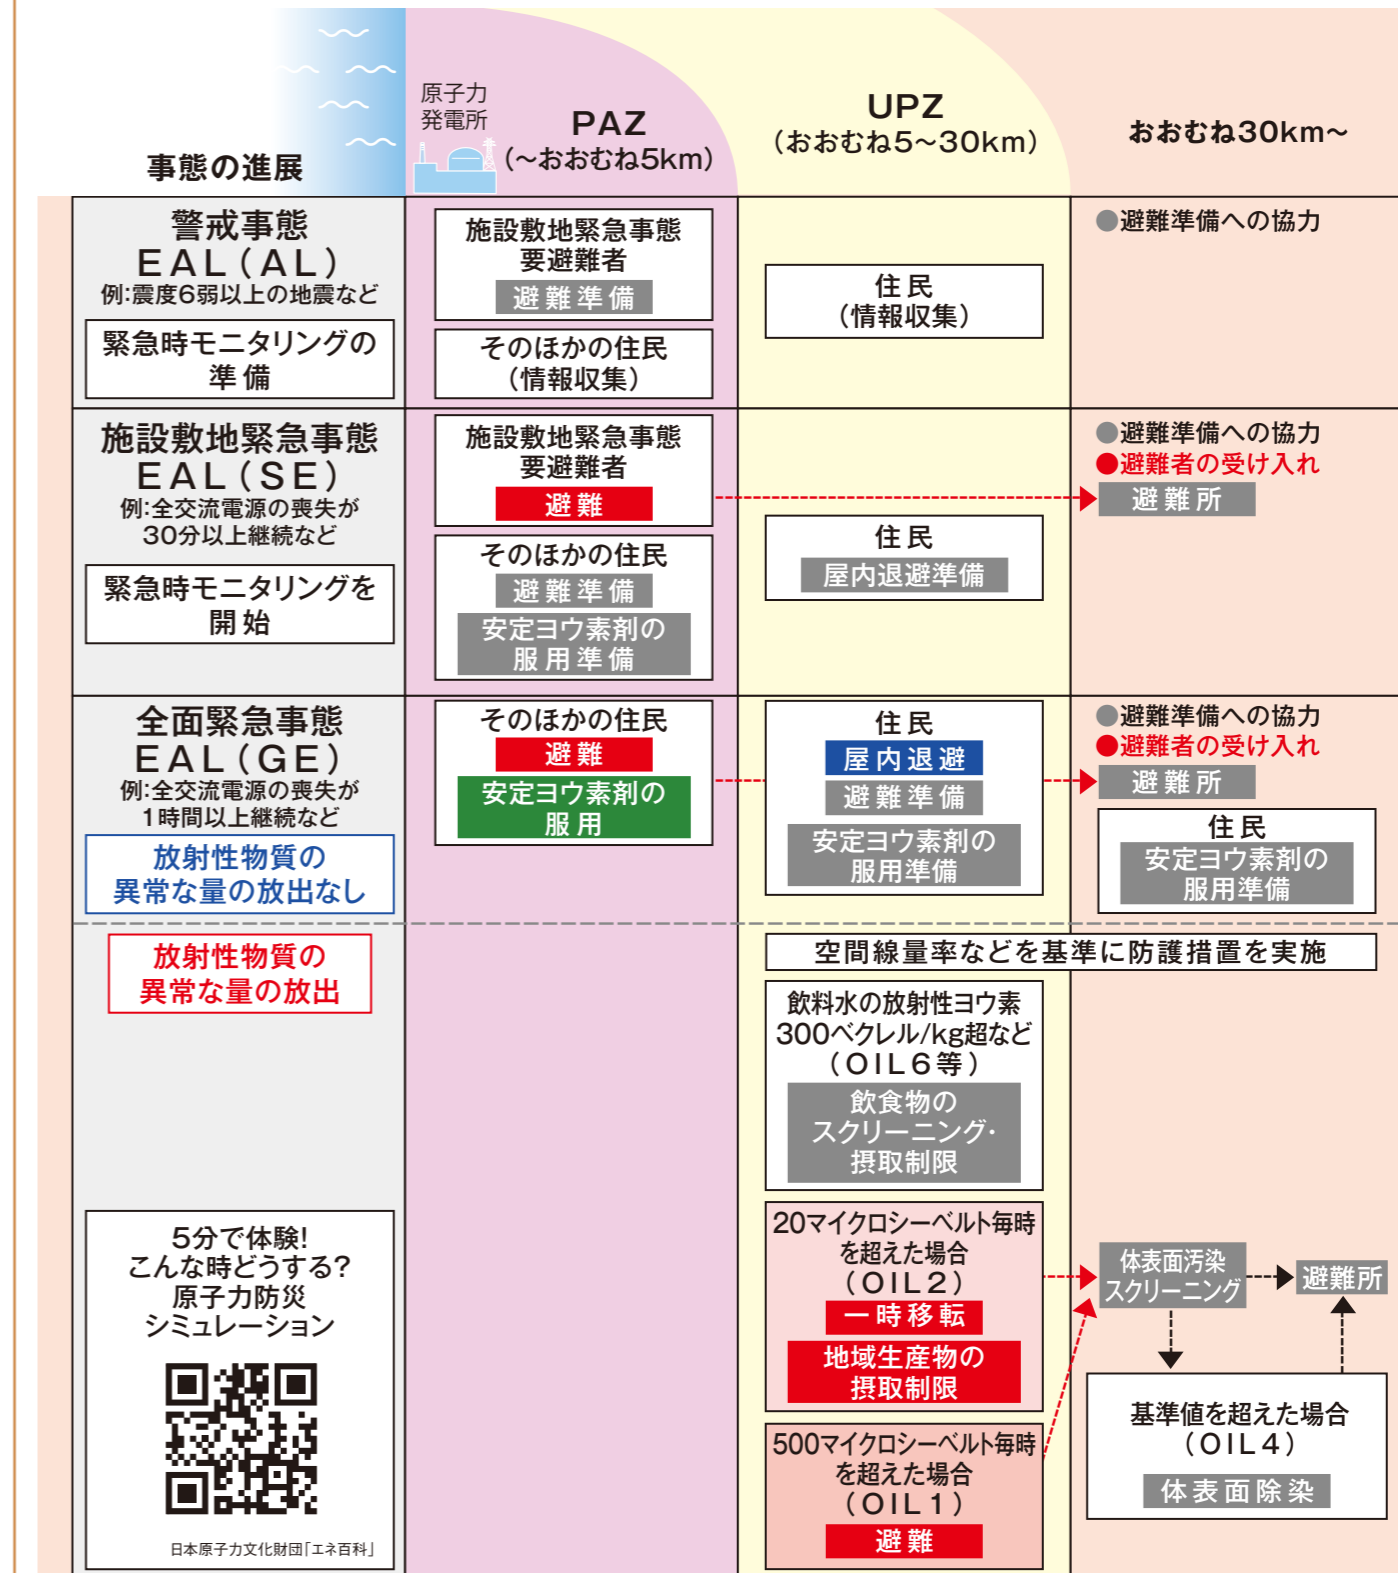 事態の進展
原子力
発電所
PAZ
(〜おおむね5km)
UPZ
(おおむね5〜30km)
おおむね30km〜
警戒事態
EAL(AL)
例:震度6弱以上の地震など
緊急時モニタリングの
準備
施設敷地緊急事態
要避難者
避難準備
そのほかの住民
(情報収集)
住民
(情報収集)
●避難準備への協力
施設敷地緊急事態
EAL(SE)
例:全交流電源の喪失が
30分以上継続など
緊急時モニタリングを
開始
施設敷地緊急事態
要避難者
避難
そのほかの住民
避難準備
安定ヨウ素剤の
服用準備
住民
屋内退避準備
●避難準備への協力
●避難者の受け入れ
避難所
全面緊急事態
EAL(GE)
例:全交流電源の喪失が
1時間以上継続など
放射性物質の
異常な量の放出なし
そのほかの住民
避難
安定ヨウ素剤の
服用
住民
屋内退避
避難準備
安定ヨウ素剤の
服用準備
●避難準備への協力
●避難者の受け入れ
避難所
住民
安定ヨウ素剤の
服用準備
放射性物質の
異常な量の放出
空間線量率などを基準に防護措置を実施
飲料水の放射性ヨウ素
300ベクレル/kg超など
(OIL6等)
飲食物の
スクリーニング・
摂取制限
20マイクロシーベルト毎時
を超えた場合
(OIL2)
一時移転
地域生産物の
摂取制限
500マイクロシーベルト毎時
を超えた場合
(OIL1)
避難
体表面汚染
スクリーニング
避難所
基準値を超えた場合
(OIL4)
体表面除染
5分で体験!
こんな時どうする?
原子力防災
シミュレーション
日本原子力文化財団「エネ百科」